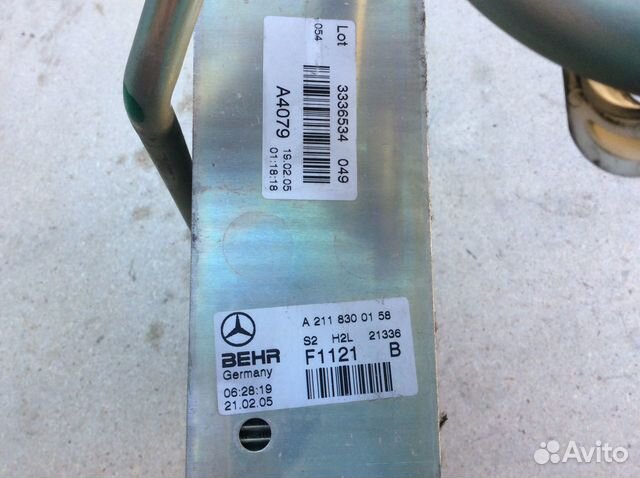 Lot 3336534 049
054
A4079 19.02.05
01:18:18
A 211 830 01 58
S2 H2L 21336
BEHR F1121 B
Germany
06:28:19
21.02.05
Avito